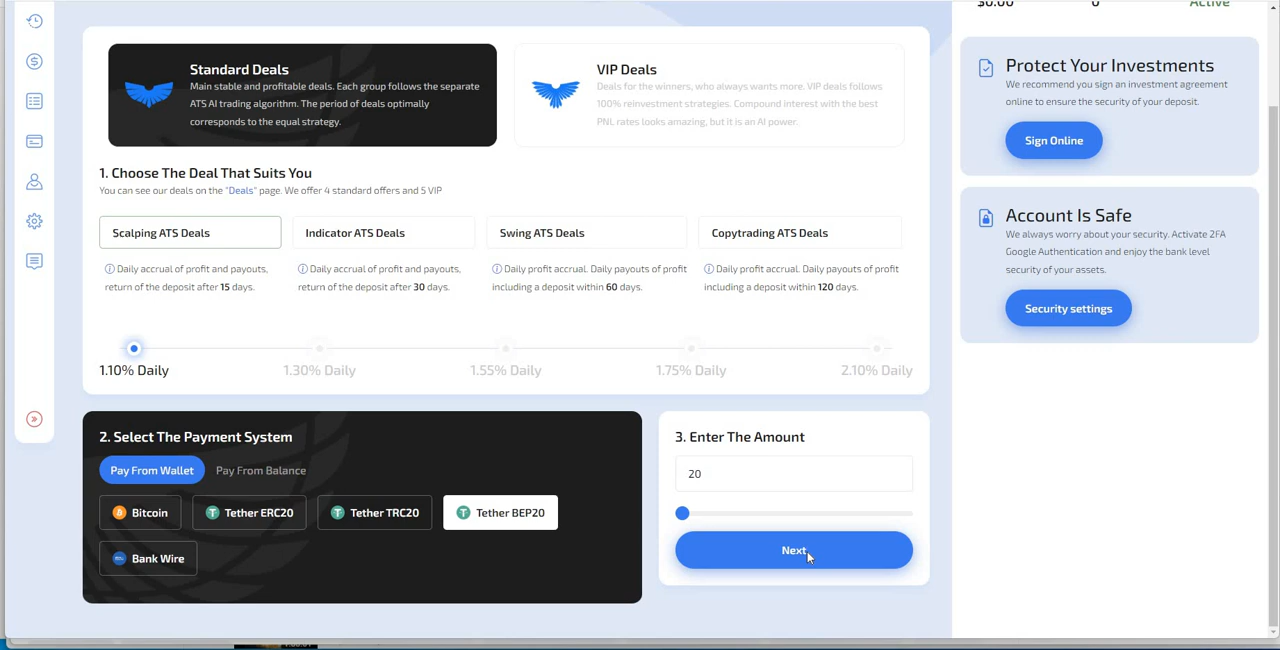 $0.00 0 Active
Standard Deals
Main stable and profitable deals. Each group follows the separate
ATS AI trading algorithm. The period of deals optimally
corresponds to the equal strategy.
VIP Deals
Deals for the winners, who always wants more. VIP deals follows
100% reinvestment strategies. Compound interest with the best
PNL rates looks amazing, but it is an AI power.
1. Choose The Deal That Suits You
You can see our deals on the "Deals" page. We offer 4 standard offers and 5 VIP
Scalping ATS Deals
Daily accrual of profit and payouts,
return of the deposit after 15 days.
Indicator ATS Deals
Daily accrual of profit and payouts,
return of the deposit after 30 days.
Swing ATS Deals
Daily profit accrual. Daily payouts of profit
including a deposit within 60 days.
Copytrading ATS Deals
Daily profit accrual. Daily payouts of profit
including a deposit within 120 days.
1.10% Daily 1.30% Daily 1.55% Daily 1.75% Daily 2.10% Daily
2. Select The Payment System
Pay From Wallet Pay From Balance
Bitcoin Tether ERC20 Tether TRC20 Tether BEP20
Bank Wire
3. Enter The Amount
20
Next
Protect Your Investments
We recommend you sign an investment agreement
online to ensure the security of your deposit.
Sign Online
Account Is Safe
We always worry about your security. Activate 2FA
Google Authentication and enjoy the bank level
security of your assets.
Security settings